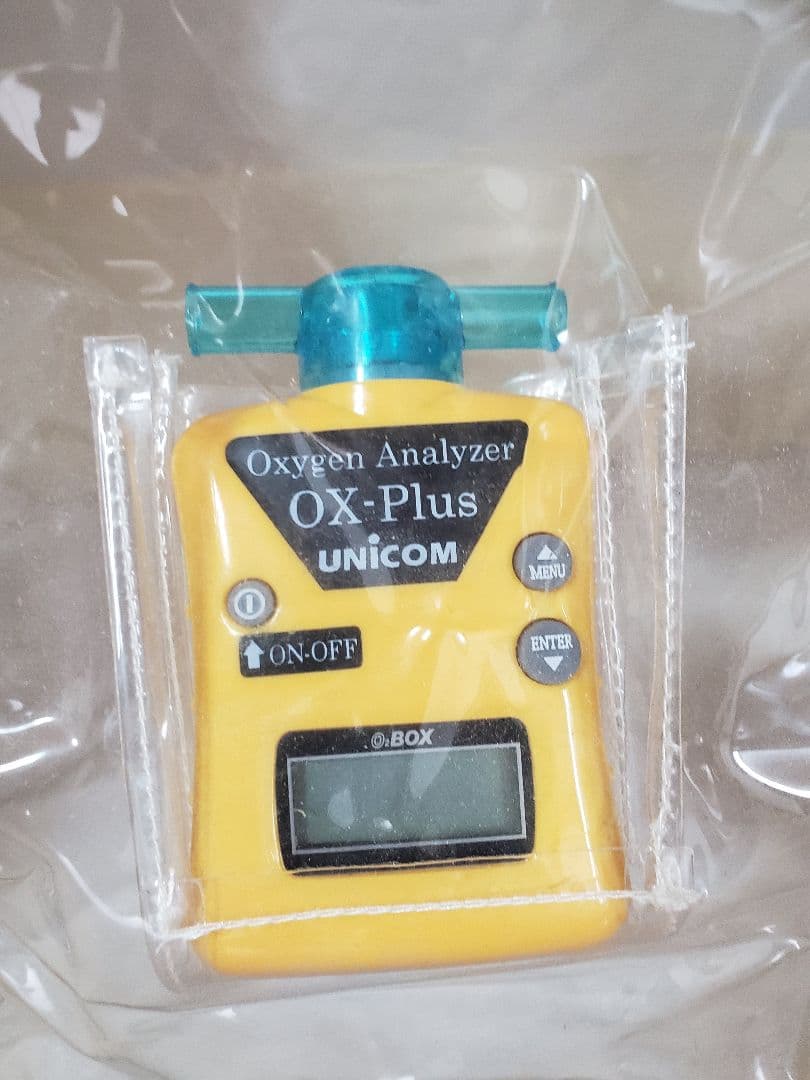 Oxygen Analyzer
OX-Plus
UNiCOM
MENU
ON-OFF
ENTER
O₂BOX